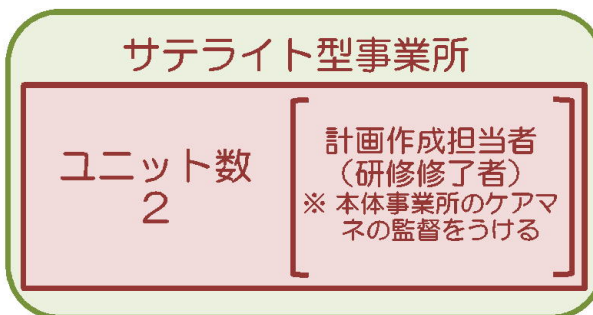 サテライト型事業所
ユニット数
2
計画作成担当者
（研修修了者）
※ 本体事業所のケアマ
ネの監督をうける